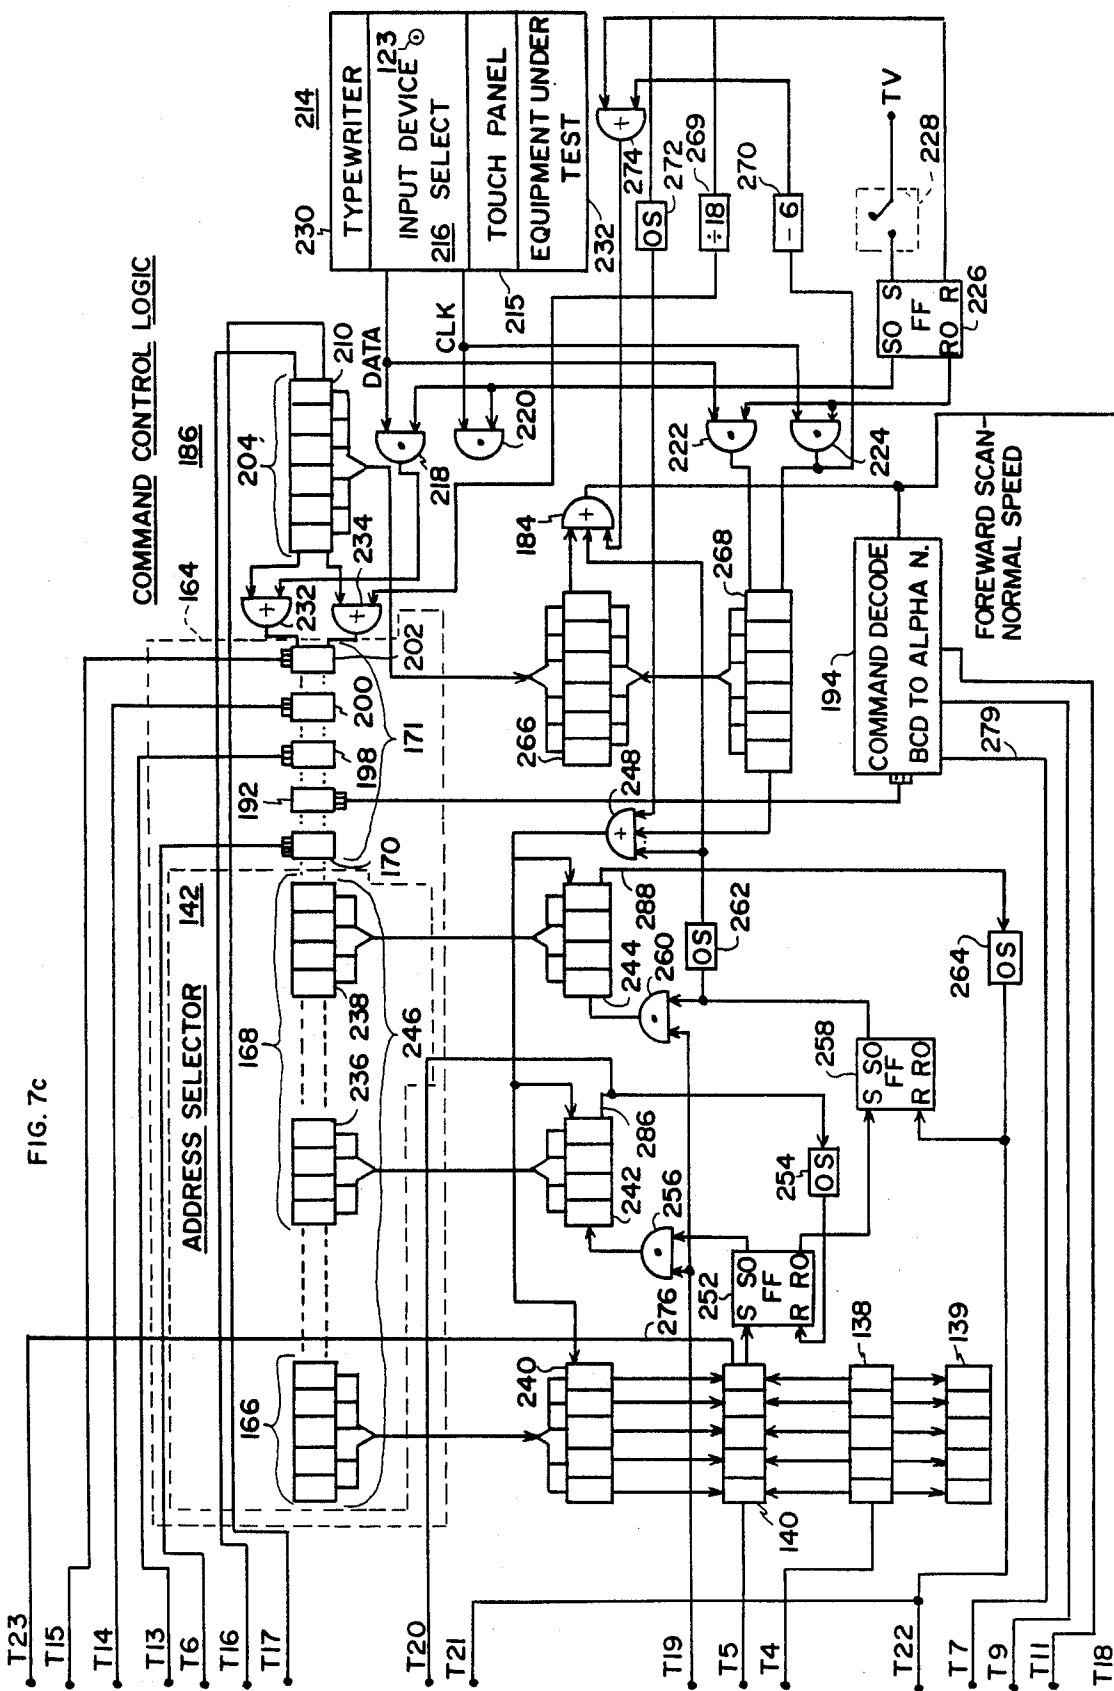 FIG. 7c
COMMAND CONTROL LOGIC
186
164
204
210
230
214
TYPEWRITER
INPUT DEVICE
123
216 SELECT
TOUCH PANEL
EQUIPMENT UNDER
TEST
215
232
DATA
CLK
218
220
222
224
232
234
202
200
198
192
170
171
ADDRESS SELECTOR
142
168
166
236
238
246
184
266
268
248
274
OS
272
÷18
269
-6
270
TV
228
SO S
FF
RO R
226
194
COMMAND DECODE
BCD TO ALPHA N.
279
FOREWARD SCAN-
NORMAL SPEED
240
242
244
286
288
256
260
OS
262
OS
264
OS
254
252
S SO
FF
R RO
258
S SO
FF
R RO
276
140
138
139
T23
T15
T14
T13
T6
T16
T17
T20
T21
T19
T5
T4
T22
T7
T9
T11
T18